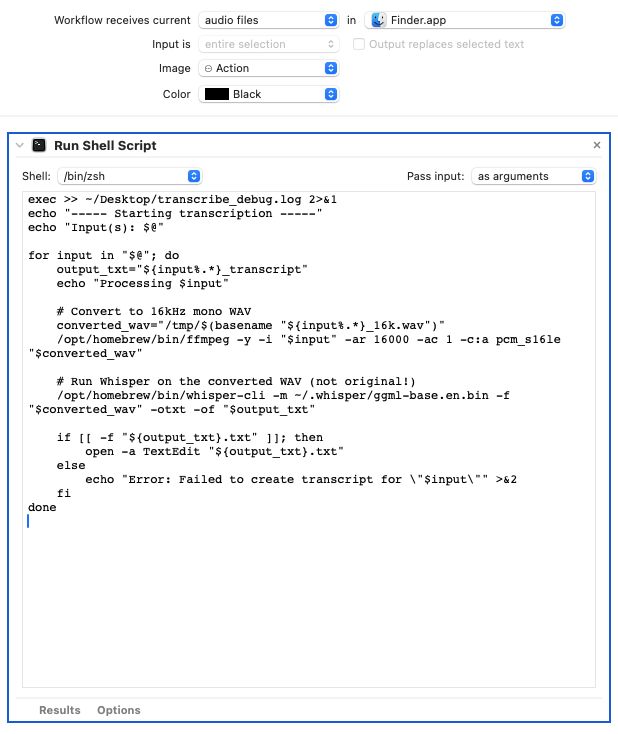 Workflow receives current audio files in Finder.app
Input is entire selection Output replaces selected text
Image Action
Color Black
Run Shell Script
Shell: /bin/zsh Pass input: as arguments
exec >> ~/Desktop/transcribe_debug.log 2>&1
echo "----- Starting transcription -----"
echo "Input(s): $@"

for input in "$@"; do
    output_txt="${input%.*}_transcript"
    echo "Processing $input"

    # Convert to 16kHz mono WAV
    converted_wav="/tmp/$(basename "${input%.*}_16k.wav")"
    /opt/homebrew/bin/ffmpeg -y -i "$input" -ar 16000 -ac 1 -c:a pcm_s16le
"$converted_wav"

    # Run Whisper on the converted WAV (not original!)
    /opt/homebrew/bin/whisper-cli -m ~/.whisper/ggml-base.en.bin -f
"$converted_wav" -otxt -of "$output_txt"

    if [[ -f "${output_txt}.txt" ]]; then
        open -a TextEdit "${output_txt}.txt"
    else
        echo "Error: Failed to create transcript for \"$input\"" >&2
    fi
done
Results Options